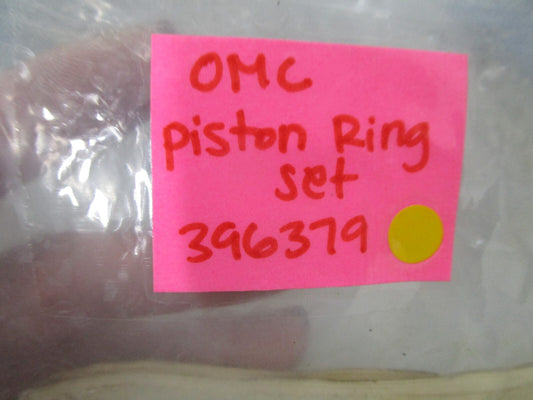 OMC
piston Ring
set
396379